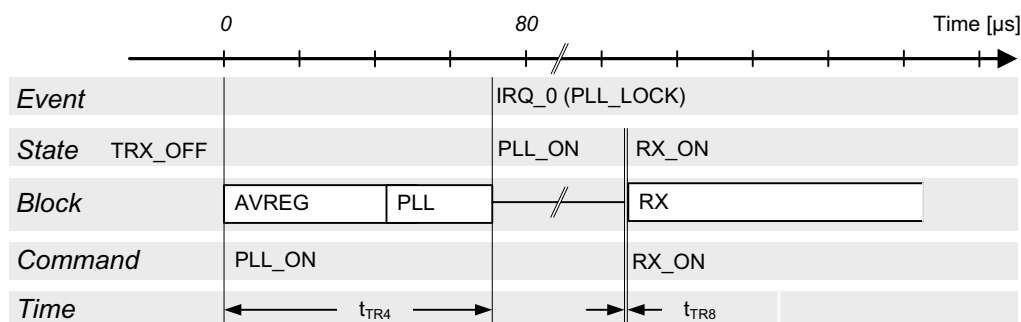 0 80 Time [µs]
Event IRQ_0 (PLL_LOCK)
State TRX_OFF PLL_ON RX_ON
Block AVREG PLL RX
Command PLL_ON RX_ON
Time tTR4 tTR8